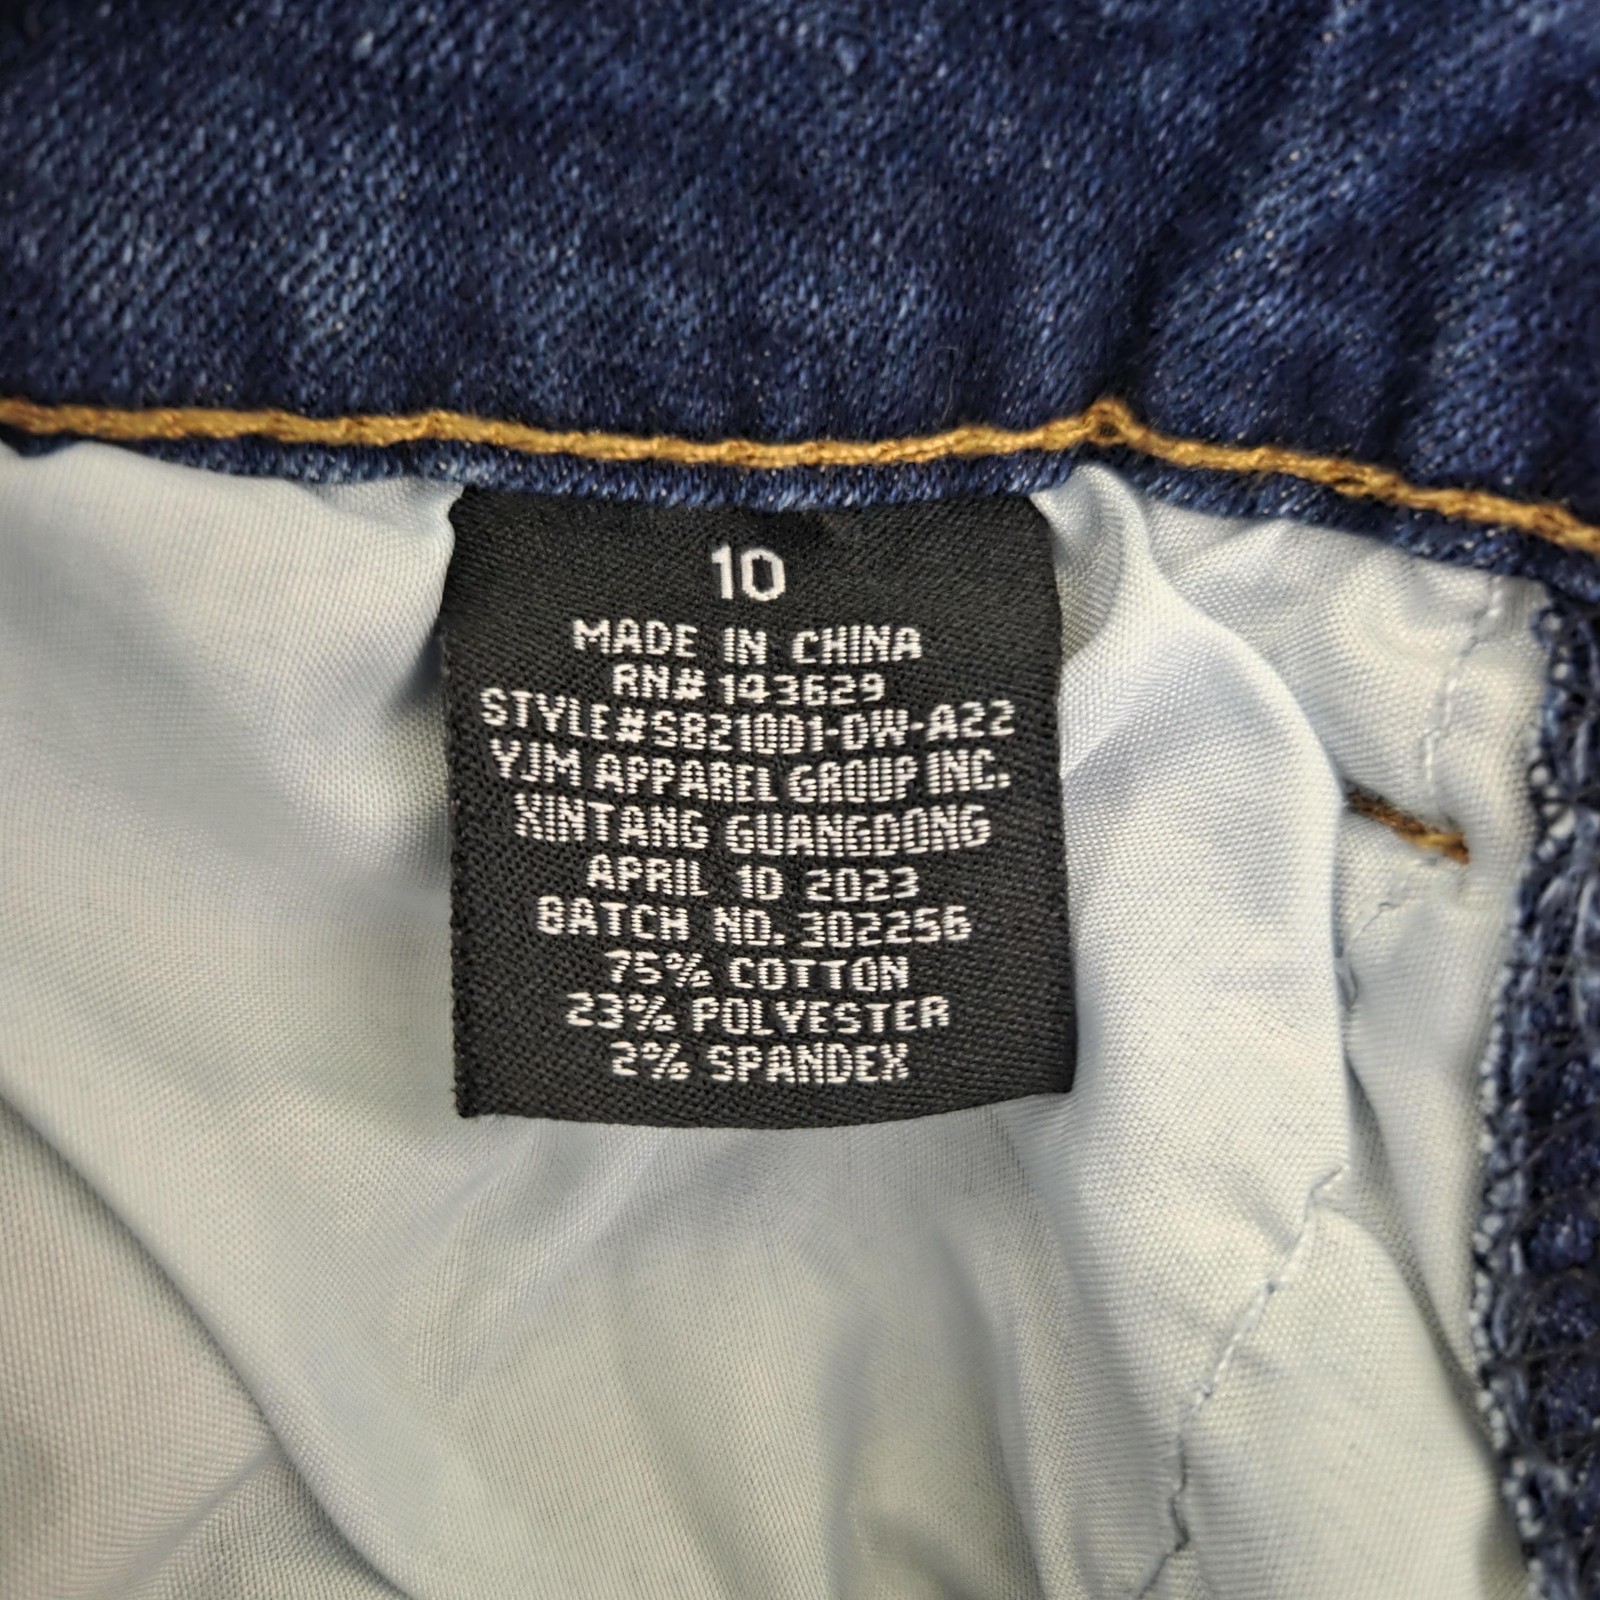 10
MADE IN CHINA
RN# 143629
STYLE#SB21001-DW-A22
YJM APPAREL GROUP INC.
XINTANG GUANGDONG
APRIL 10 2023
BATCH NO. 302256
75% COTTON
23% POLYESTER
2% SPANDEX